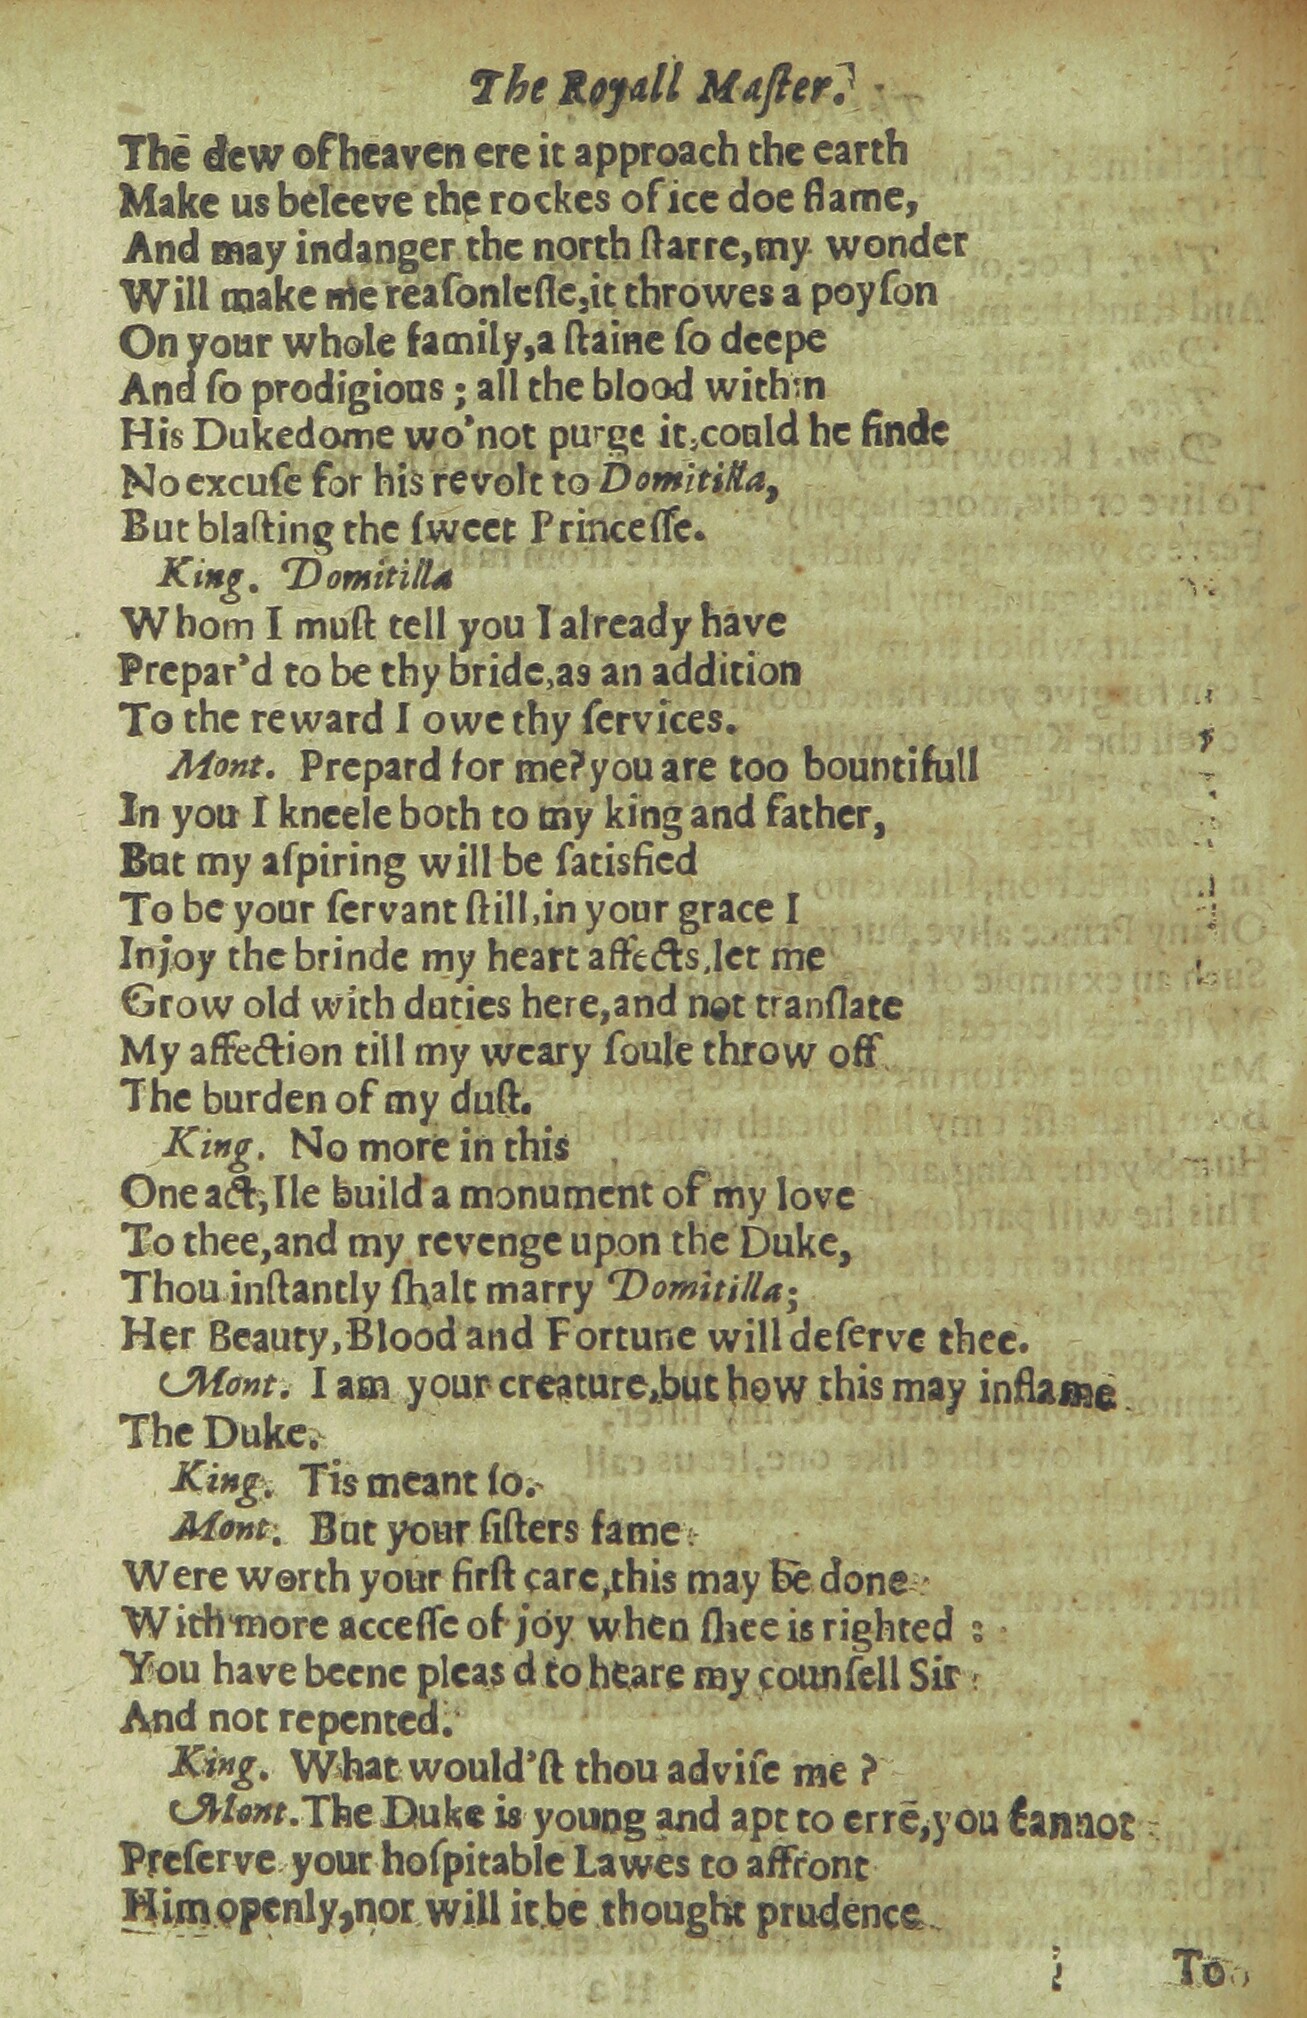 The Royall Maſter.
The dew of heaven ere it approach the earth
Make us beleeve the rockes of ice doe flame,
And may indanger the north ſtarre, my wonder
Will make me reaſonleſſe, it throwes a poyſon
On your whole family, a ſtaine ſo deepe
And ſo prodigious; all the blood within
His Dukedome wo'not purge it, could he finde
No excuſe for his revolt to Domitilla,
But blaſting the ſweet Princeſſe.
King. Domitilla
Whom I muſt tell you I already have
Prepar'd to be thy bride, as an addition
To the reward I owe thy ſervices.
Mont. Prepard for me? you are too bountifull
In you I kneele both to my king and father,
But my aſpiring will be ſatisfied
To be your ſervant ſtill, in your grace I
Injoy the brinde my heart affects, let me
Grow old with duties here, and not tranſlate
My affection till my weary ſoule throw off
The burden of my duſt.
King. No more in this
One act, Ile build a monument of my love
To thee, and my revenge upon the Duke,
Thou inſtantly ſhalt marry Domitilla;
Her Beauty, Blood and Fortune will deſerve thee.
Mont. I am your creature, but how this may inflame
The Duke.
King. Tis meant ſo.
Mont. But your ſiſters fame
Were worth your firſt care, this may be done
With more acceſſe of joy when ſhee is righted :
You have beene pleas d to heare my counſell Sir
And not repented.
King. What would'ſt thou adviſe me ?
Mont. The Duke is young and apt to erre, you cannot
Preſerve your hoſpitable Lawes to affront
Him openly, nor will it be thought prudence
To